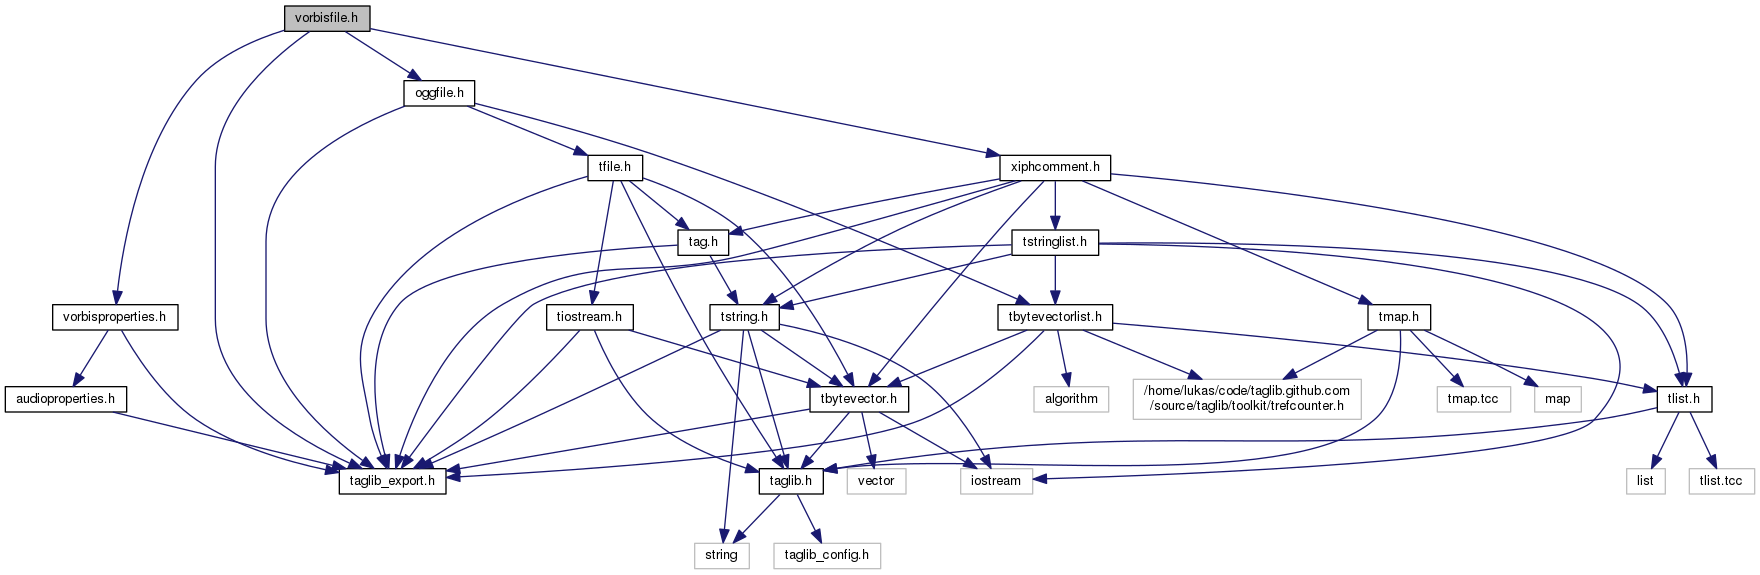 vorbisfile.h
oggfile.h
tfile.h
xiphcomment.h
tag.h
tstringlist.h
vorbisproperties.h
tiostream.h
tstring.h
tbytevectorlist.h
tmap.h
audioproperties.h
tbytevector.h
algorithm
/home/lukas/code/taglib.github.com
/source/taglib/toolkit/trefcounter.h
tmap.tcc
map
tlist.h
taglib_export.h
taglib.h
vector
iostream
list
tlist.tcc
string
taglib_config.h